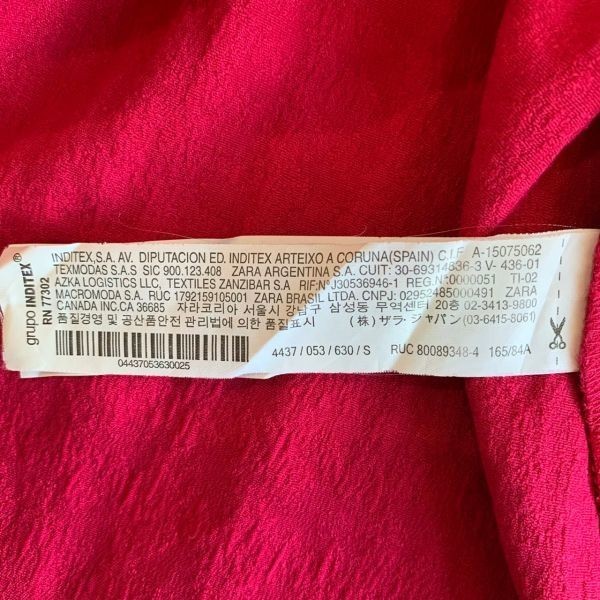 grupo INDITEX
RN 77302
INDITEX,S.A. AV. DIPUTACION ED. INDITEX ARTEIXO A CORUNA(SPAIN) C.I.F A-15075062
TEXMODAS S.A.S SIC 900.123.408 ZARA ARGENTINA S.A. CUIT: 30-69314836-3 V- 436-01
AZKA LOGISTICS LLC, TEXTILES ZANZIBAR S.A RIF:Nº J30536946-1 REG.N:0000051 TI-02
MACROMODA S.A. RUC 1792159105001 ZARA BRASIL LTDA. CNPJ: 02952485000491 ZARA
CANADA INC.CA 36685 자라코리아 서울시 강남구 삼성동 무역센터 20층 02-3413-9800
품질경영 및 공산품안전 관리법에 의한 품질표시 (株) ザラ・ジャパン (03-6415-8061)
04437053630025
4437 / 053 / 630 / S RUC 80089348-4 165/84A